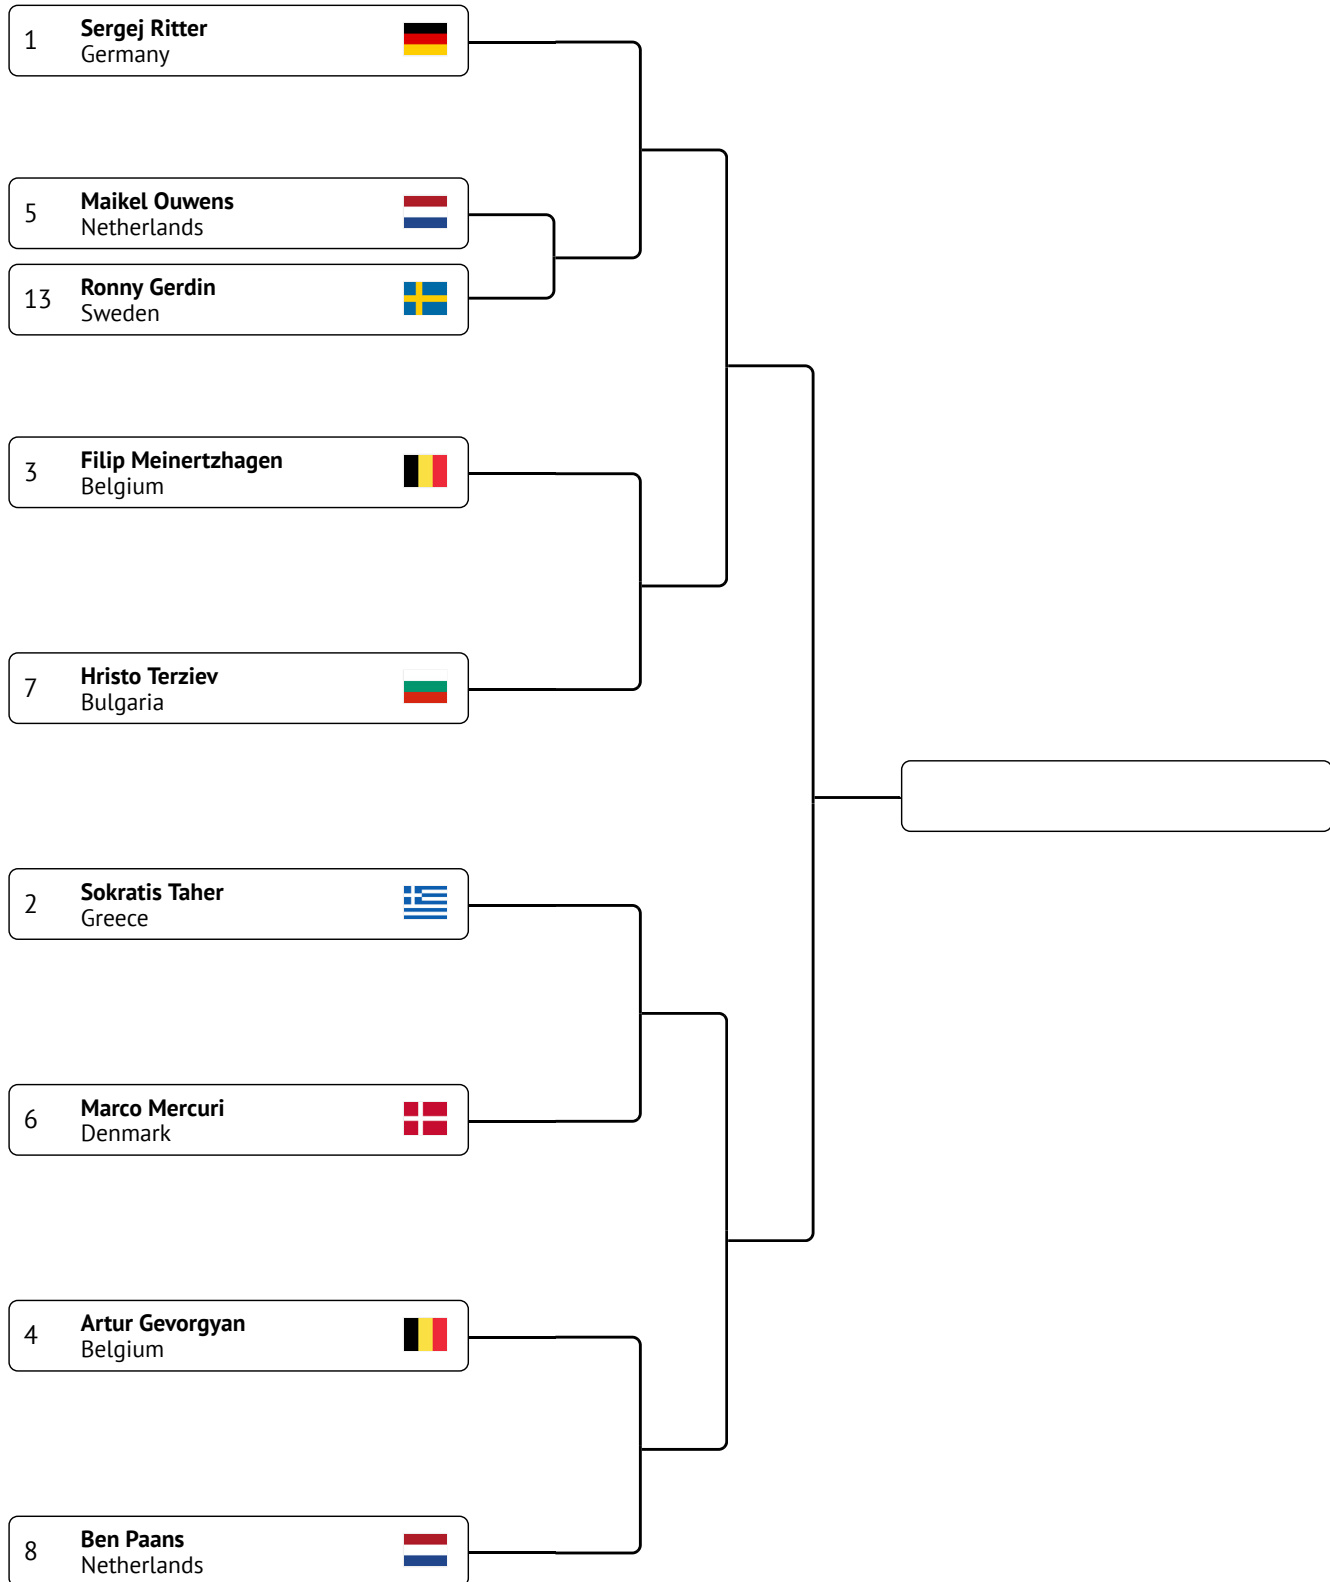 1
Sergej Ritter
Germany
5
Maikel Ouwens
Netherlands
13
Ronny Gerdin
Sweden
3
Filip Meinertzhagen
Belgium
7
Hristo Terziev
Bulgaria
2
Sokratis Taher
Greece
6
Marco Mercuri
Denmark
4
Artur Gevorgyan
Belgium
8
Ben Paans
Netherlands